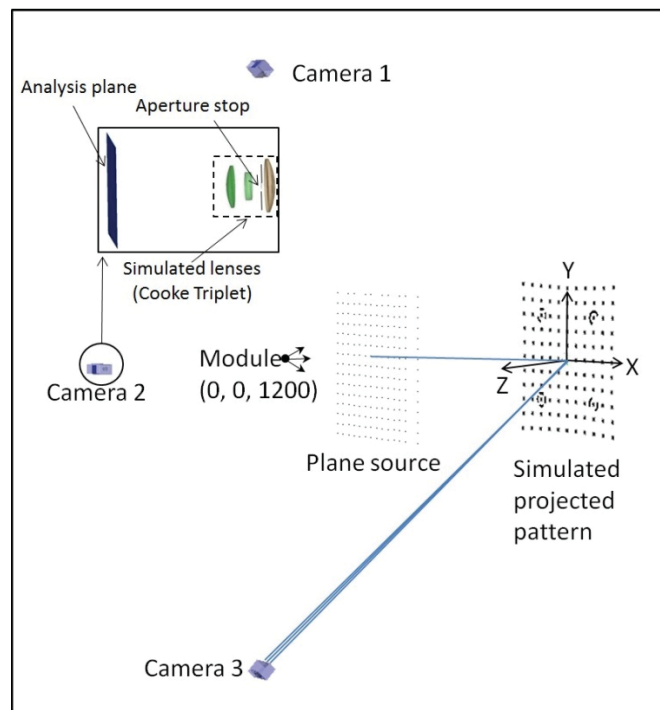 Camera 1
Analysis plane
Aperture stop
Simulated lenses
(Cooke Triplet)
Camera 2
Module
(0, 0, 1200)
Plane source
Y
X
Z
Simulated
projected
pattern
Camera 3